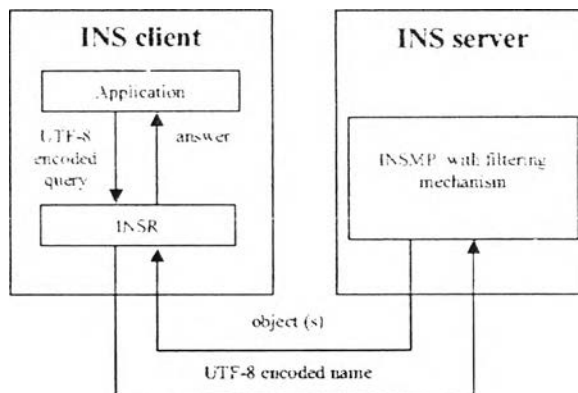 INS client
INS server
Application
UTF-8
encoded
query
answer
INSMP with filtering
mechanism
INSR
object (s)
UTF-8 encoded name